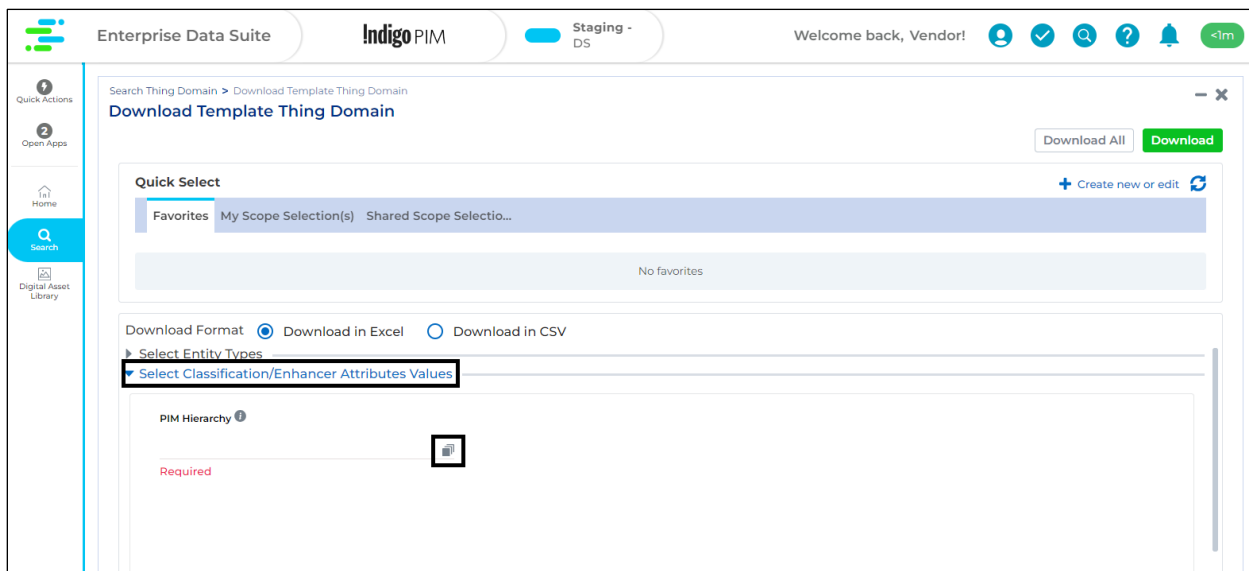 Enterprise Data Suite
!ndigo PIM
Staging -
DS
Welcome back, Vendor!
?
<1m
Quick Actions
2
Open Apps
Home
Search
Digital Asset
Library
Search Thing Domain > Download Template Thing Domain
Download Template Thing Domain
Download All
Download
Quick Select
+ Create new or edit
Favorites My Scope Selection(s) Shared Scope Selectio...
No favorites
Download Format Download in Excel Download in CSV
Select Entity Types
Select Classification/Enhancer Attributes Values
PIM Hierarchy i
Required